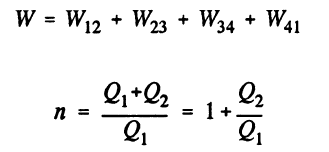 W = W₁₂ + W₂₃ + W₃₄ + W₄₁
n = (Q₁+Q₂)/Q₁ = 1 + Q₂/Q₁